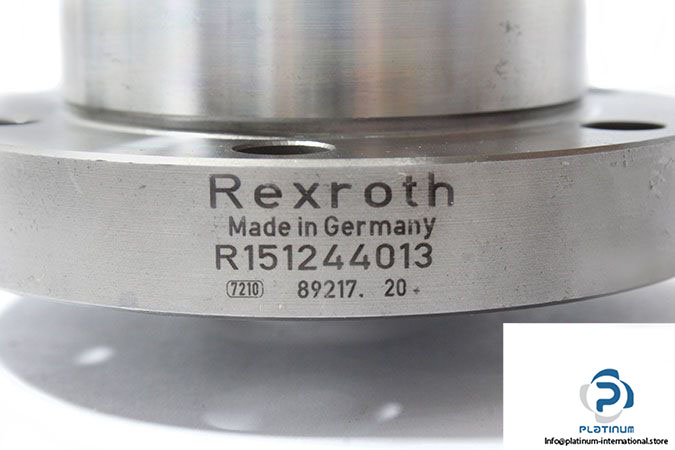 Rexroth
Made in Germany
R151244013
7210 89217. 20.
PLATINUM
Info@platinum-international.store